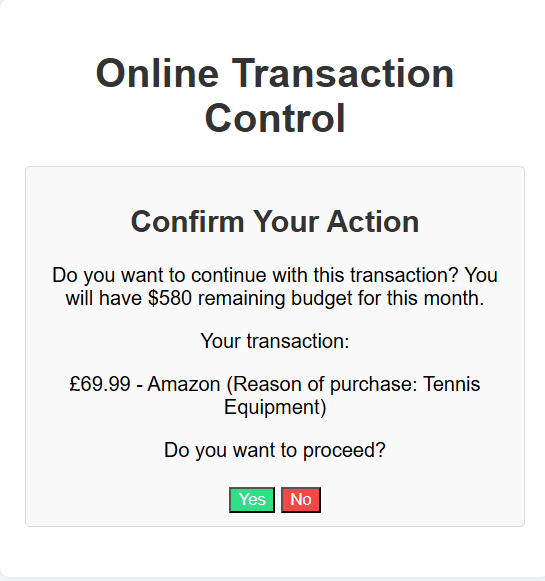 Online Transaction
Control
Confirm Your Action
Do you want to continue with this transaction? You
will have $580 remaining budget for this month.
Your transaction:
£69.99 - Amazon (Reason of purchase: Tennis
Equipment)
Do you want to proceed?
Yes No